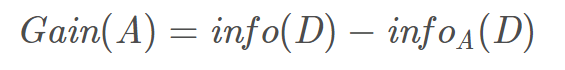 Gain(A) = info(D) − info_A(D)